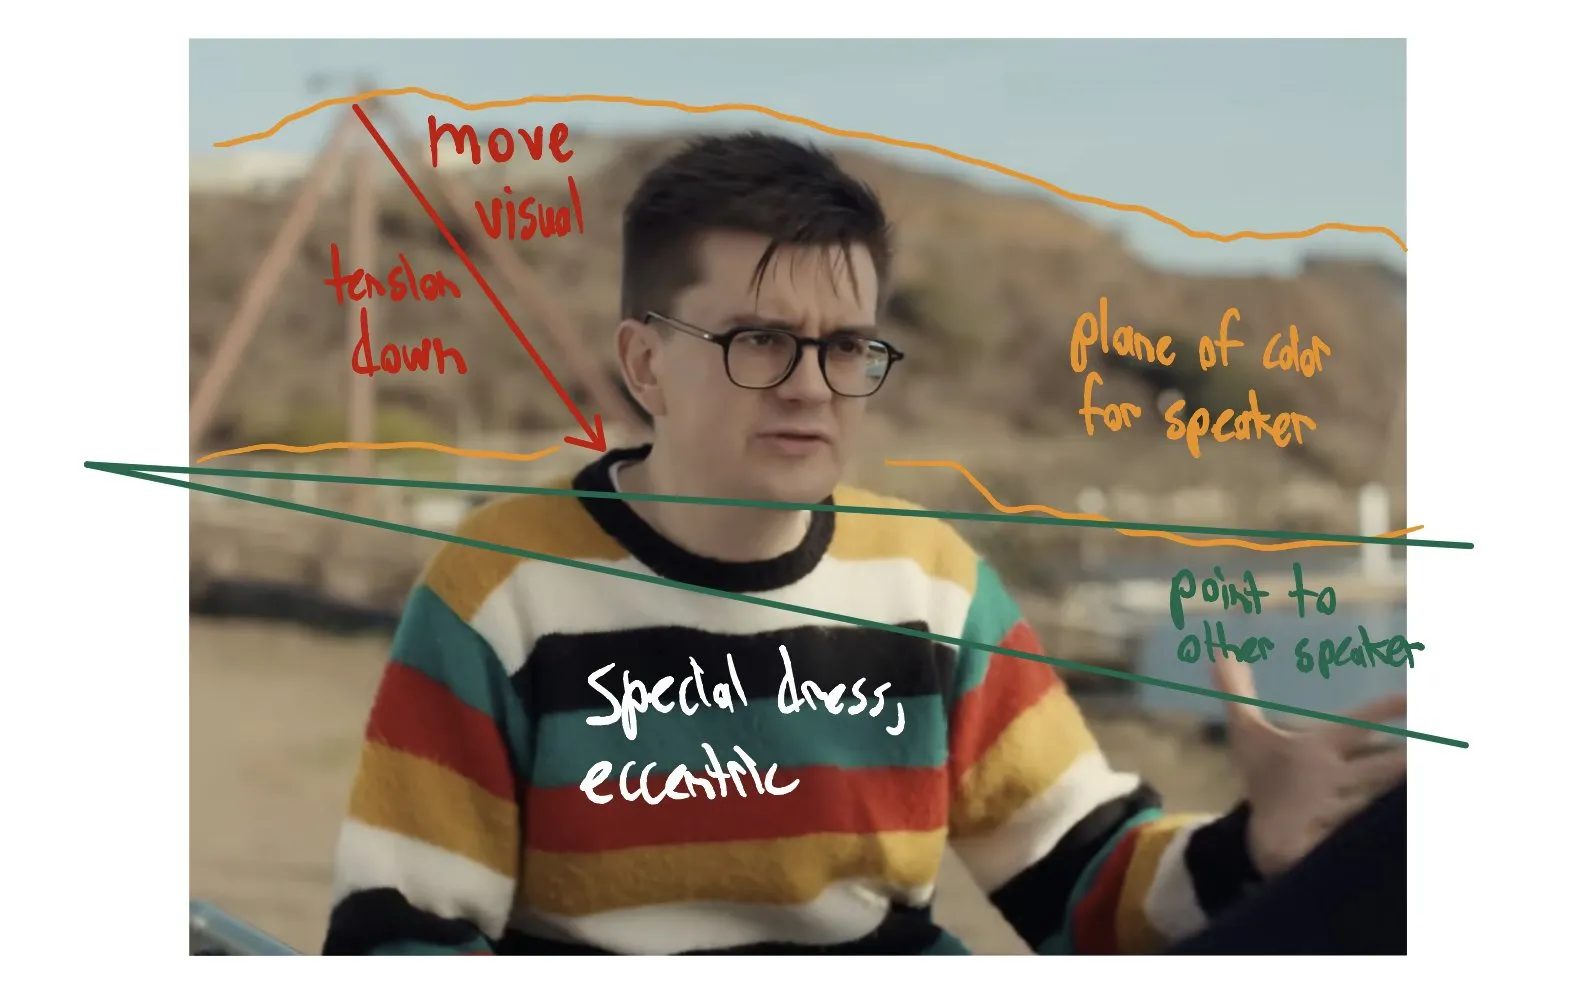 move
visual
tension
down
plane of color
for speaker
point to
other speaker
Special dress,
eccentric